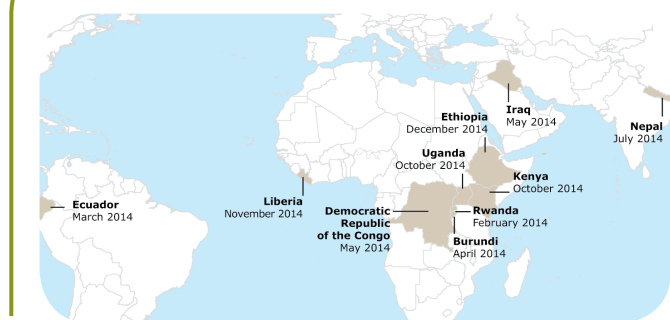 Iraq
May 2014
Ethiopia
December 2014
Nepal
July 2014
Uganda
October 2014
Kenya
October 2014
Ecuador
March 2014
Liberia
November 2014
Democratic
Republic
of the Congo
May 2014
Rwanda
February 2014
Burundi
April 2014